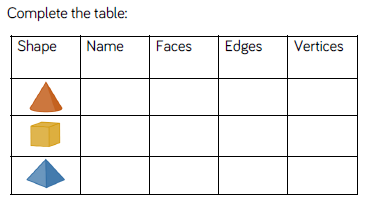 Complete the table:
Shape Name Faces Edges Vertices